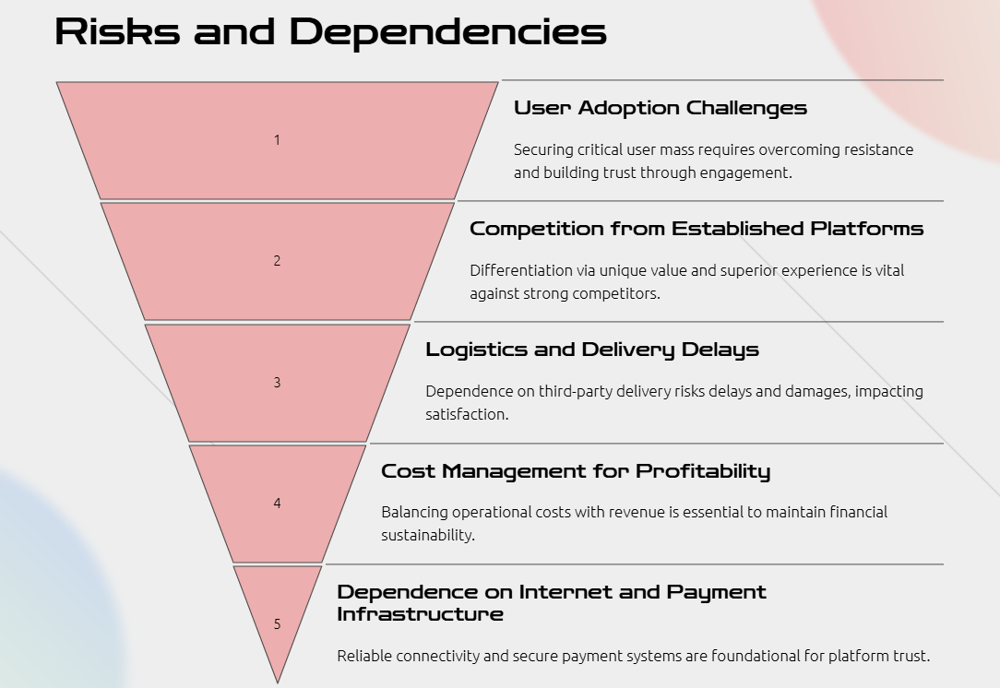 Risks and Dependencies
1
User Adoption Challenges
Securing critical user mass requires overcoming resistance
and building trust through engagement.
2
Competition from Established Platforms
Differentiation via unique value and superior experience is vital
against strong competitors.
3
Logistics and Delivery Delays
Dependence on third-party delivery risks delays and damages, impacting
satisfaction.
4
Cost Management for Profitability
Balancing operational costs with revenue is essential to maintain financial
sustainability.
5
Dependence on Internet and Payment
Infrastructure
Reliable connectivity and secure payment systems are foundational for platform trust.